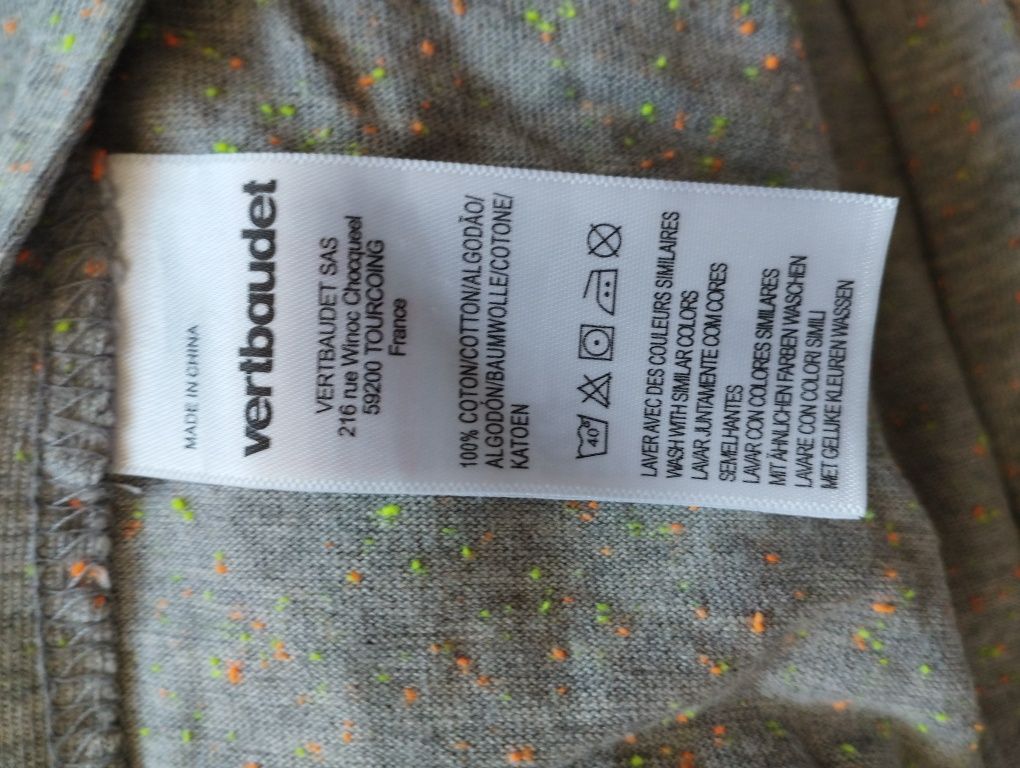 MADE IN CHINA
vertbaudet
VERTBAUDET SAS
216 rue Winoc Chocqueel
59200 TOURCOING
France
100% COTON/COTTON/ALGODÃO/
ALGODÓN/BAUMWOLLE/COTONE/
KATOEN
40°
LAVER AVEC DES COULEURS SIMILAIRES
WASH WITH SIMILAR COLORS
LAVAR JUNTAMENTE COM CORES
SEMELHANTES
LAVAR CON COLORES SIMILARES
MIT ÄHNLICHEN FARBEN WASCHEN
LAVARE CON COLORI SIMILI
MET GELIJKE KLEUREN WASSEN